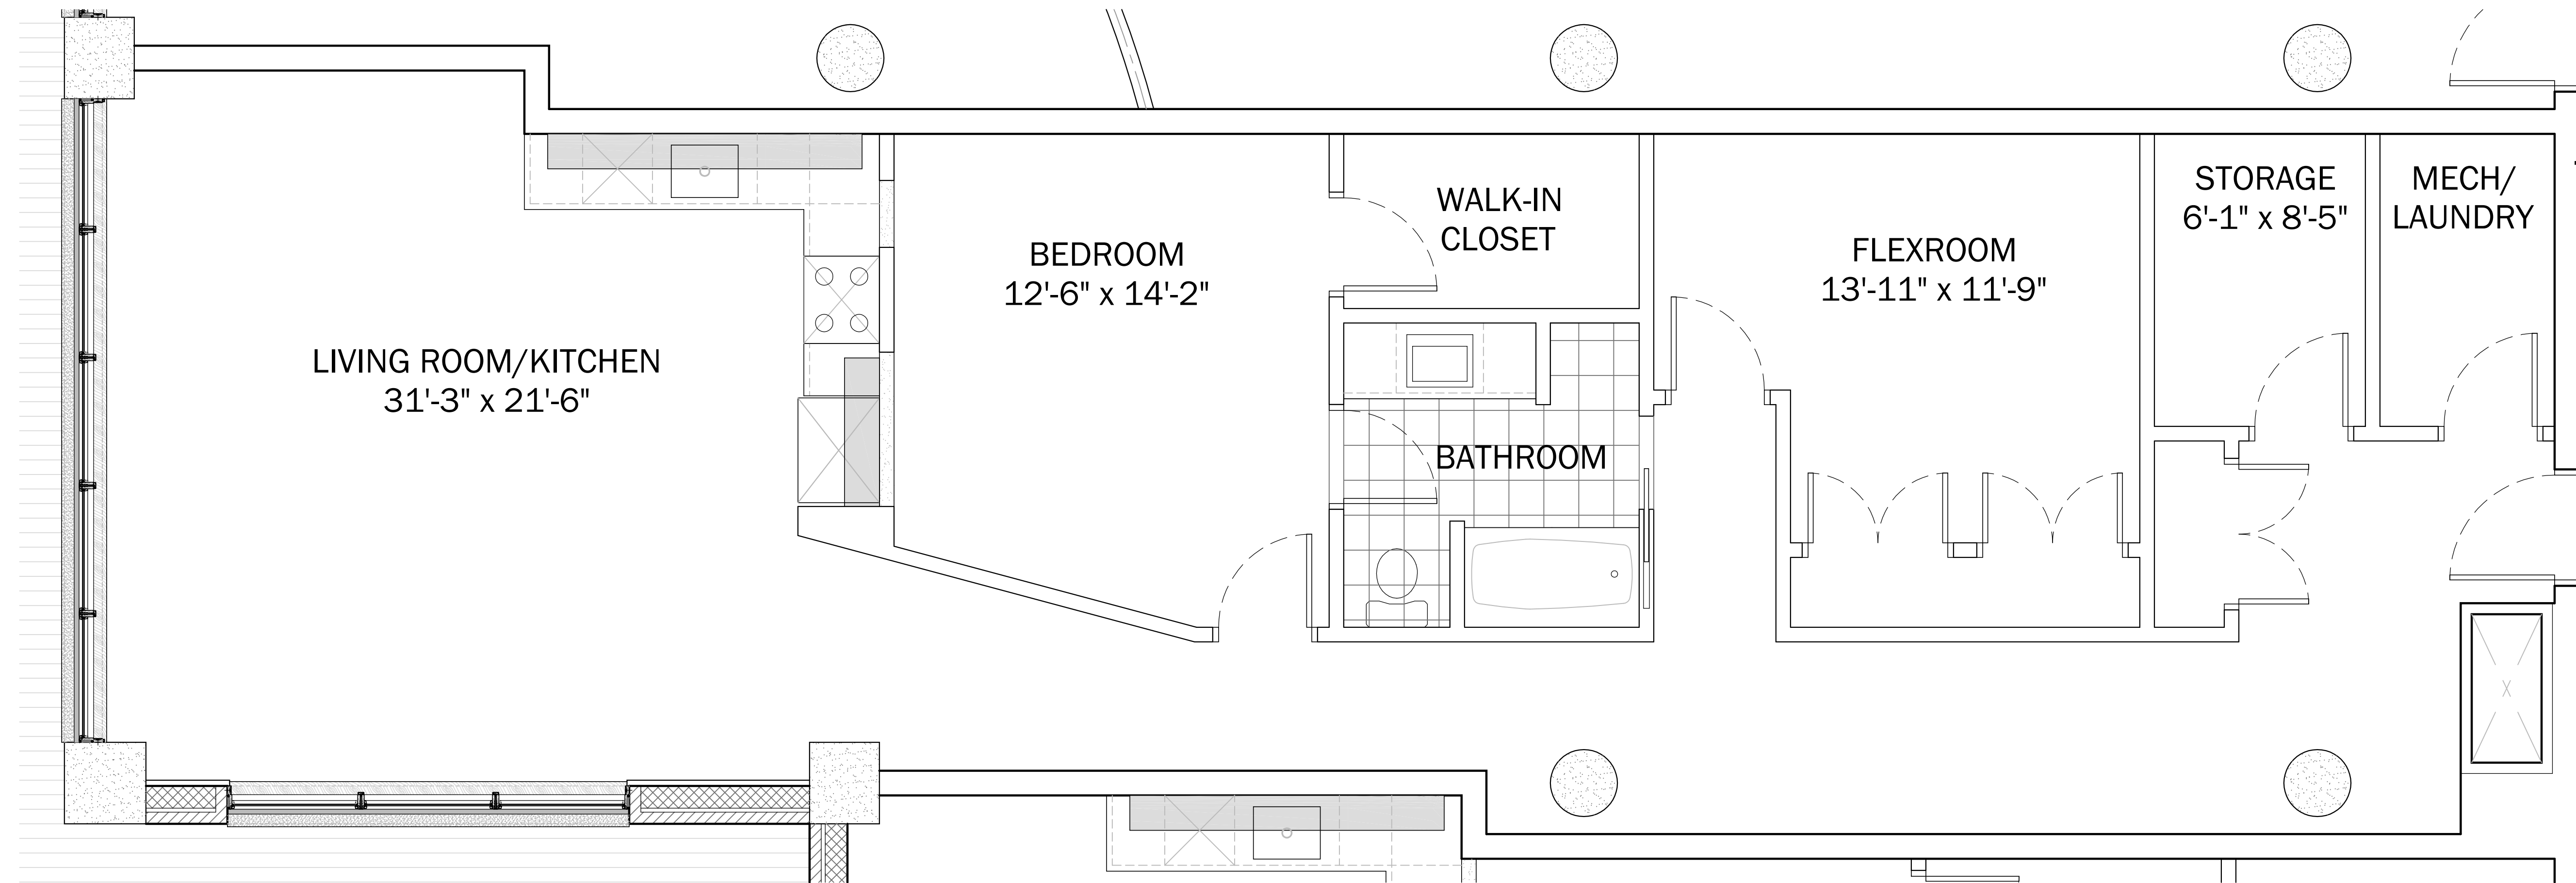 LIVING ROOM/KITCHEN
31'-3" x 21'-6"
BEDROOM
12'-6" x 14'-2"
WALK-IN
CLOSET
BATHROOM
FLEXROOM
13'-11" x 11'-9"
STORAGE
6'-1" x 8'-5"
MECH/
LAUNDRY